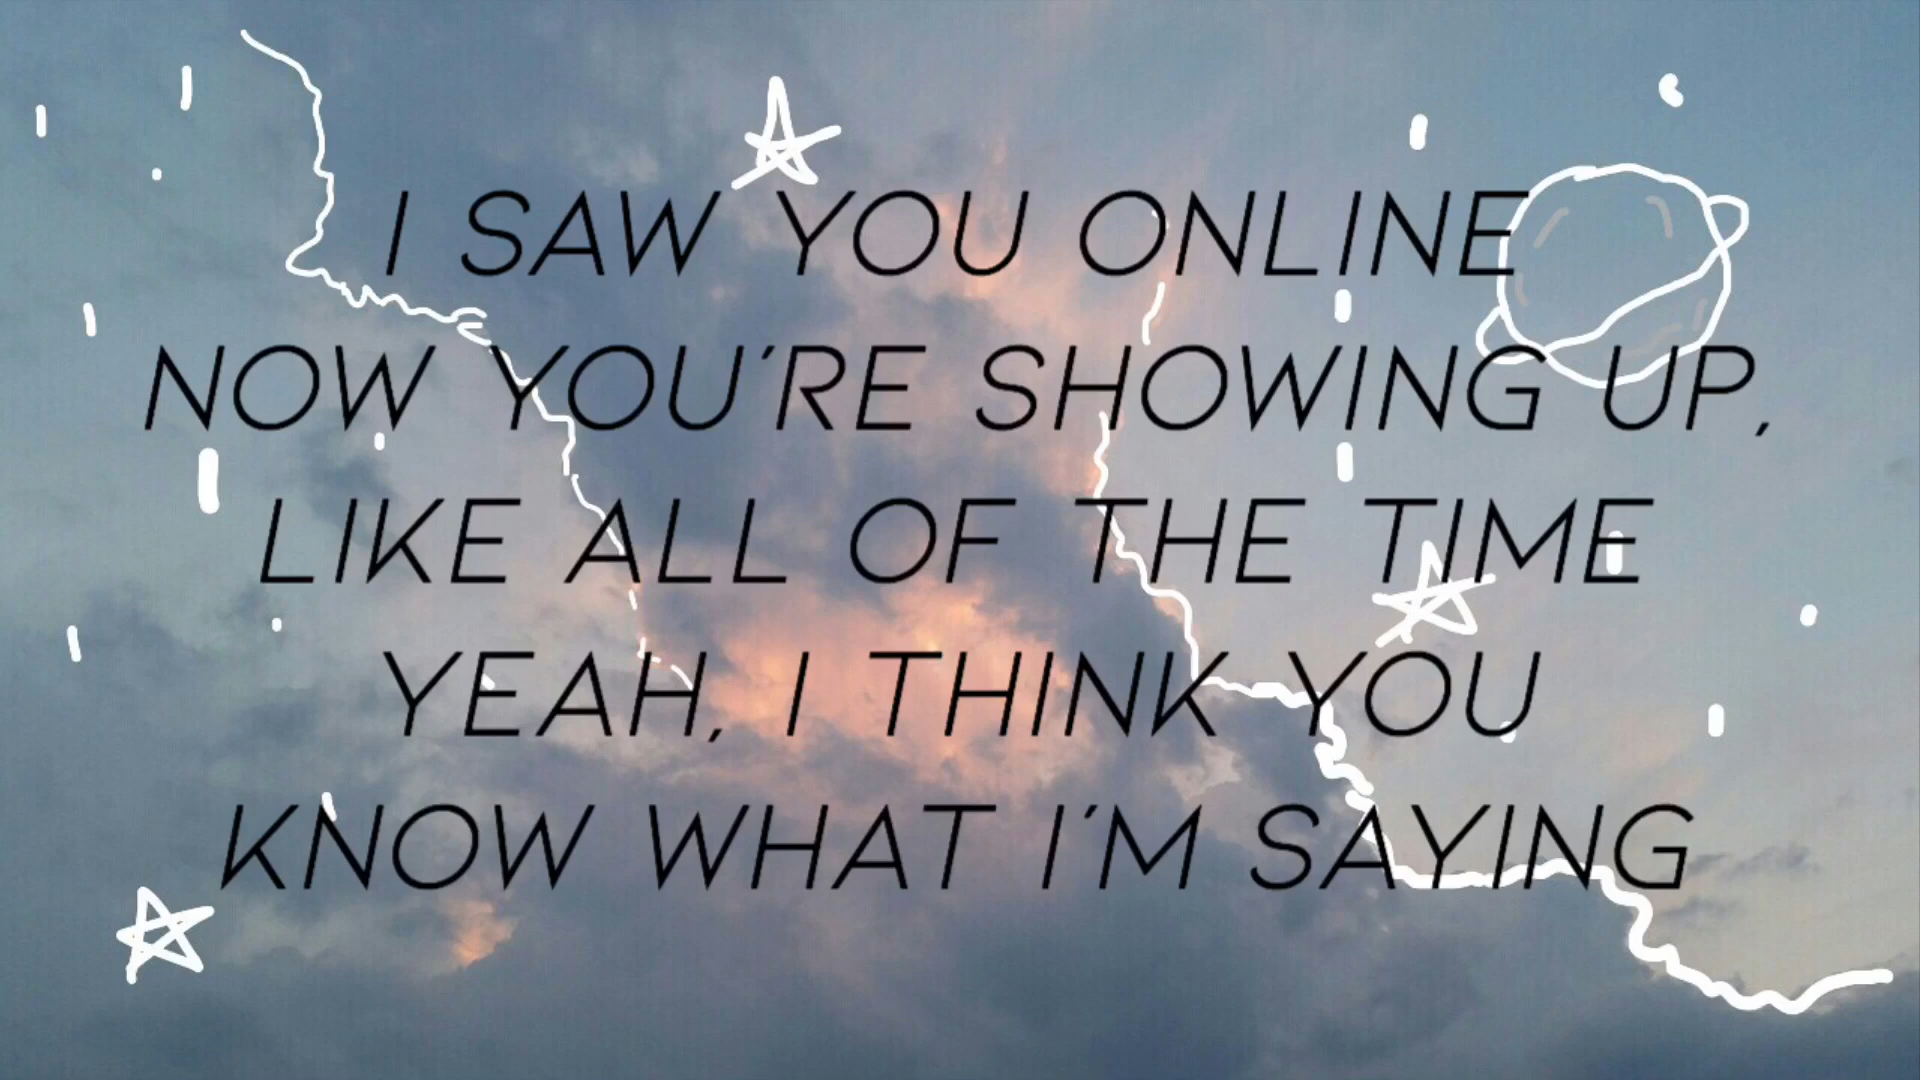 I SAW YOU ONLINE
NOW YOU'RE SHOWING UP,
LIKE ALL OF THE TIME
YEAH, I THINK YOU
KNOW WHAT I'M SAYING